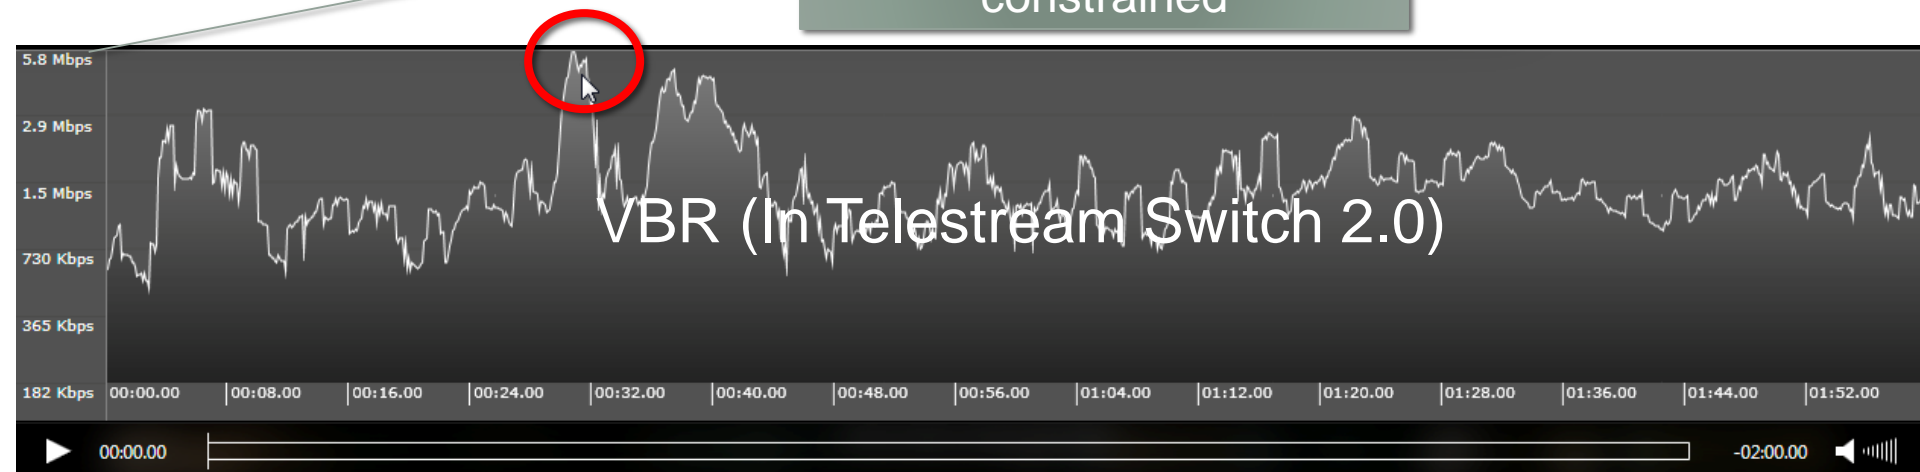 constrained
5.8 Mbps
2.9 Mbps
1.5 Mbps
VBR (In Telestream Switch 2.0)
730 Kbps
365 Kbps
182 Kbps 00:00.00 00:08.00 00:16.00 00:24.00 00:32.00 00:40.00 00:48.00 00:56.00 01:04.00 01:12.00 01:20.00 01:28.00 01:36.00 01:44.00 01:52.00
00:00.00 -02:00.00